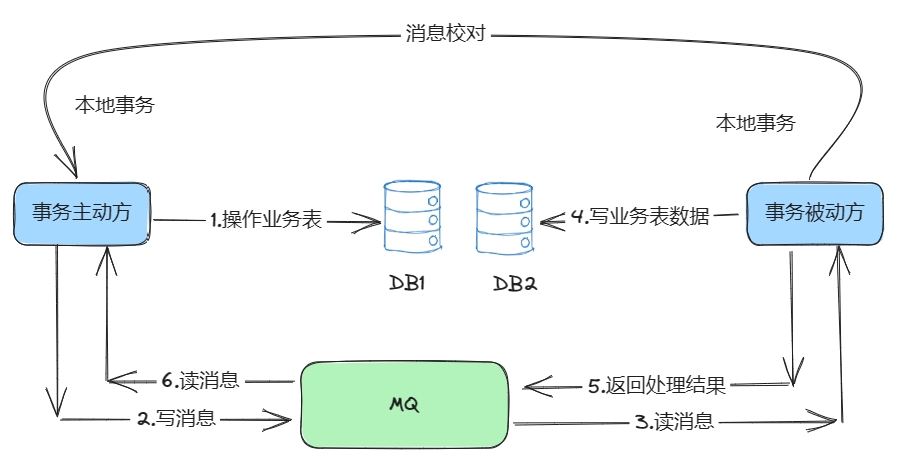 消息校对
本地事务
本地事务
事务主动方
1.操作业务表
4.写业务表数据
事务被动方
DB1
DB2
6.读消息
MQ
5.返回处理结果
2.写消息
3.读消息